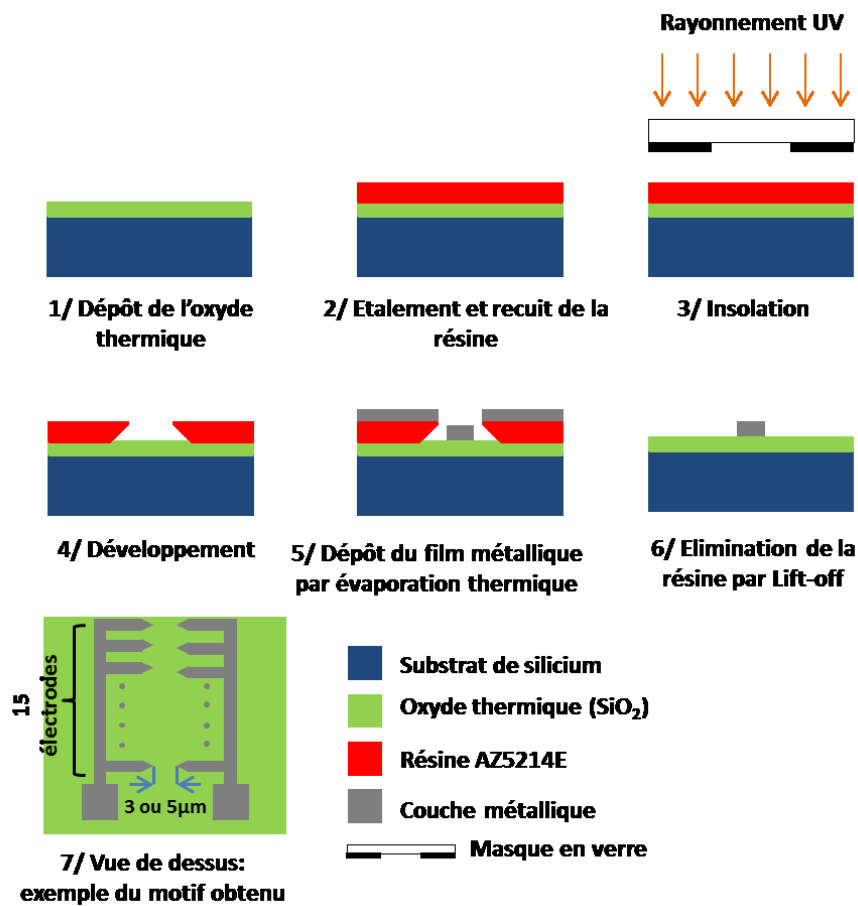 Rayonnement UV
1/ Dépôt de l'oxyde
thermique
2/ Etalement et recuit de la
résine
3/ Insolation
4/ Développement
5/ Dépôt du film métallique
par évaporation thermique
6/ Elimination de la
résine par Lift-off
15
électrodes
3 ou 5µm
7/ Vue de dessus:
exemple du motif obtenu
Substrat de silicium
Oxyde thermique (SiO₂)
Résine AZ5214E
Couche métallique
Masque en verre